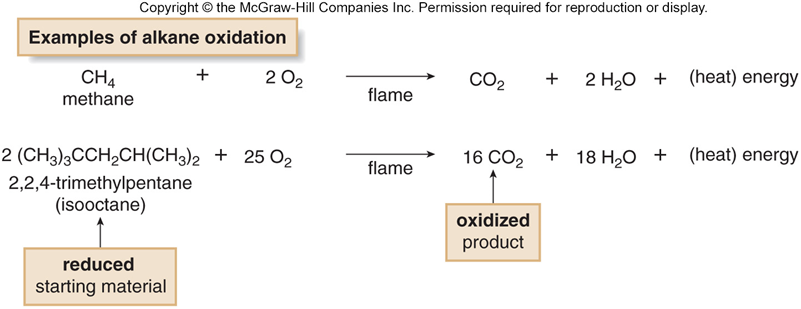 Copyright © the McGraw-Hill Companies Inc. Permission required for reproduction or display.
Examples of alkane oxidation
CH₄ + 2 O₂ flame CO₂ + 2 H₂O + (heat) energy
methane
2 (CH₃)₃CCH₂CH(CH₃)₂ + 25 O₂ flame 16 CO₂ + 18 H₂O + (heat) energy
2,2,4-trimethylpentane
(isooctane)
oxidized
product
reduced
starting material